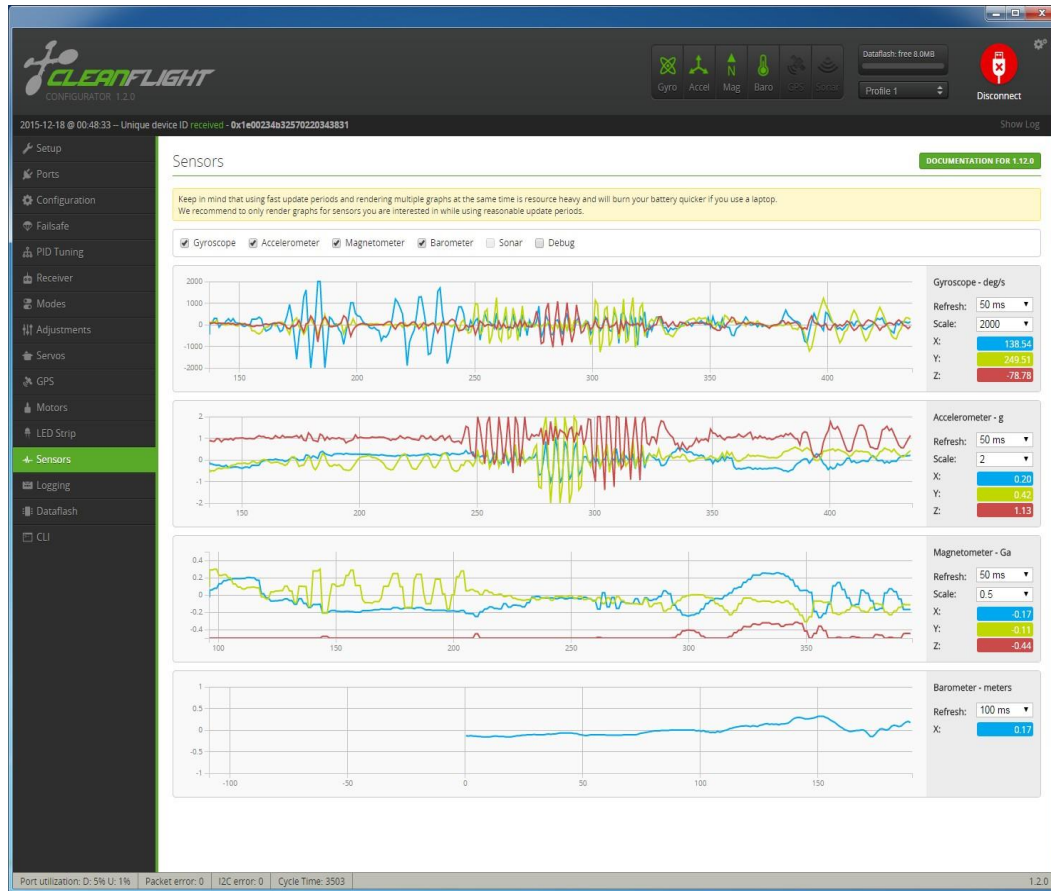 CLEANFLIGHT
CONFIGURATOR 1.2.0
Gyro Accel Mag Baro GPS Sonar
N
Dataflash: free 8.0MB
Profile 1
Disconnect
2015-12-18 @ 00:48:33 -- Unique device ID received - 0x1e00234b32570220343831
Show Log
Setup
Ports
Configuration
Failsafe
PID Tuning
Receiver
Modes
Adjustments
Servos
GPS
Motors
LED Strip
Sensors
Logging
Dataflash
CLI
Sensors
DOCUMENTATION FOR 1.12.0
Keep in mind that using fast update periods and rendering multiple graphs at the same time is resource heavy and will burn your battery quicker if you use a laptop.
We recommend to only render graphs for sensors you are interested in while using reasonable update periods.
Gyroscope Accelerometer Magnetometer Barometer Sonar Debug
2000
1000
0
-1000
-2000
150 200 250 300 350 400
Gyroscope - deg/s
Refresh: 50 ms
Scale: 2000
X: 138.54
Y: 249.51
Z: -78.78
2
1
0
-1
-2
150 200 250 300 350 400
Accelerometer - g
Refresh: 50 ms
Scale: 2
X: 0.20
Y: 0.42
Z: 1.13
0.4
0.2
0
-0.2
-0.4
100 150 200 250 300 350
Magnetometer - Ga
Refresh: 50 ms
Scale: 0.5
X: -0.17
Y: -0.11
Z: -0.44
1
0.5
0
-0.5
-1
-100 -50 0 50 100 150
Barometer - meters
Refresh: 100 ms
X: 0.17
Port utilization: D: 5% U: 1% Packet error: 0 I2C error: 0 Cycle Time: 3503
1.2.0